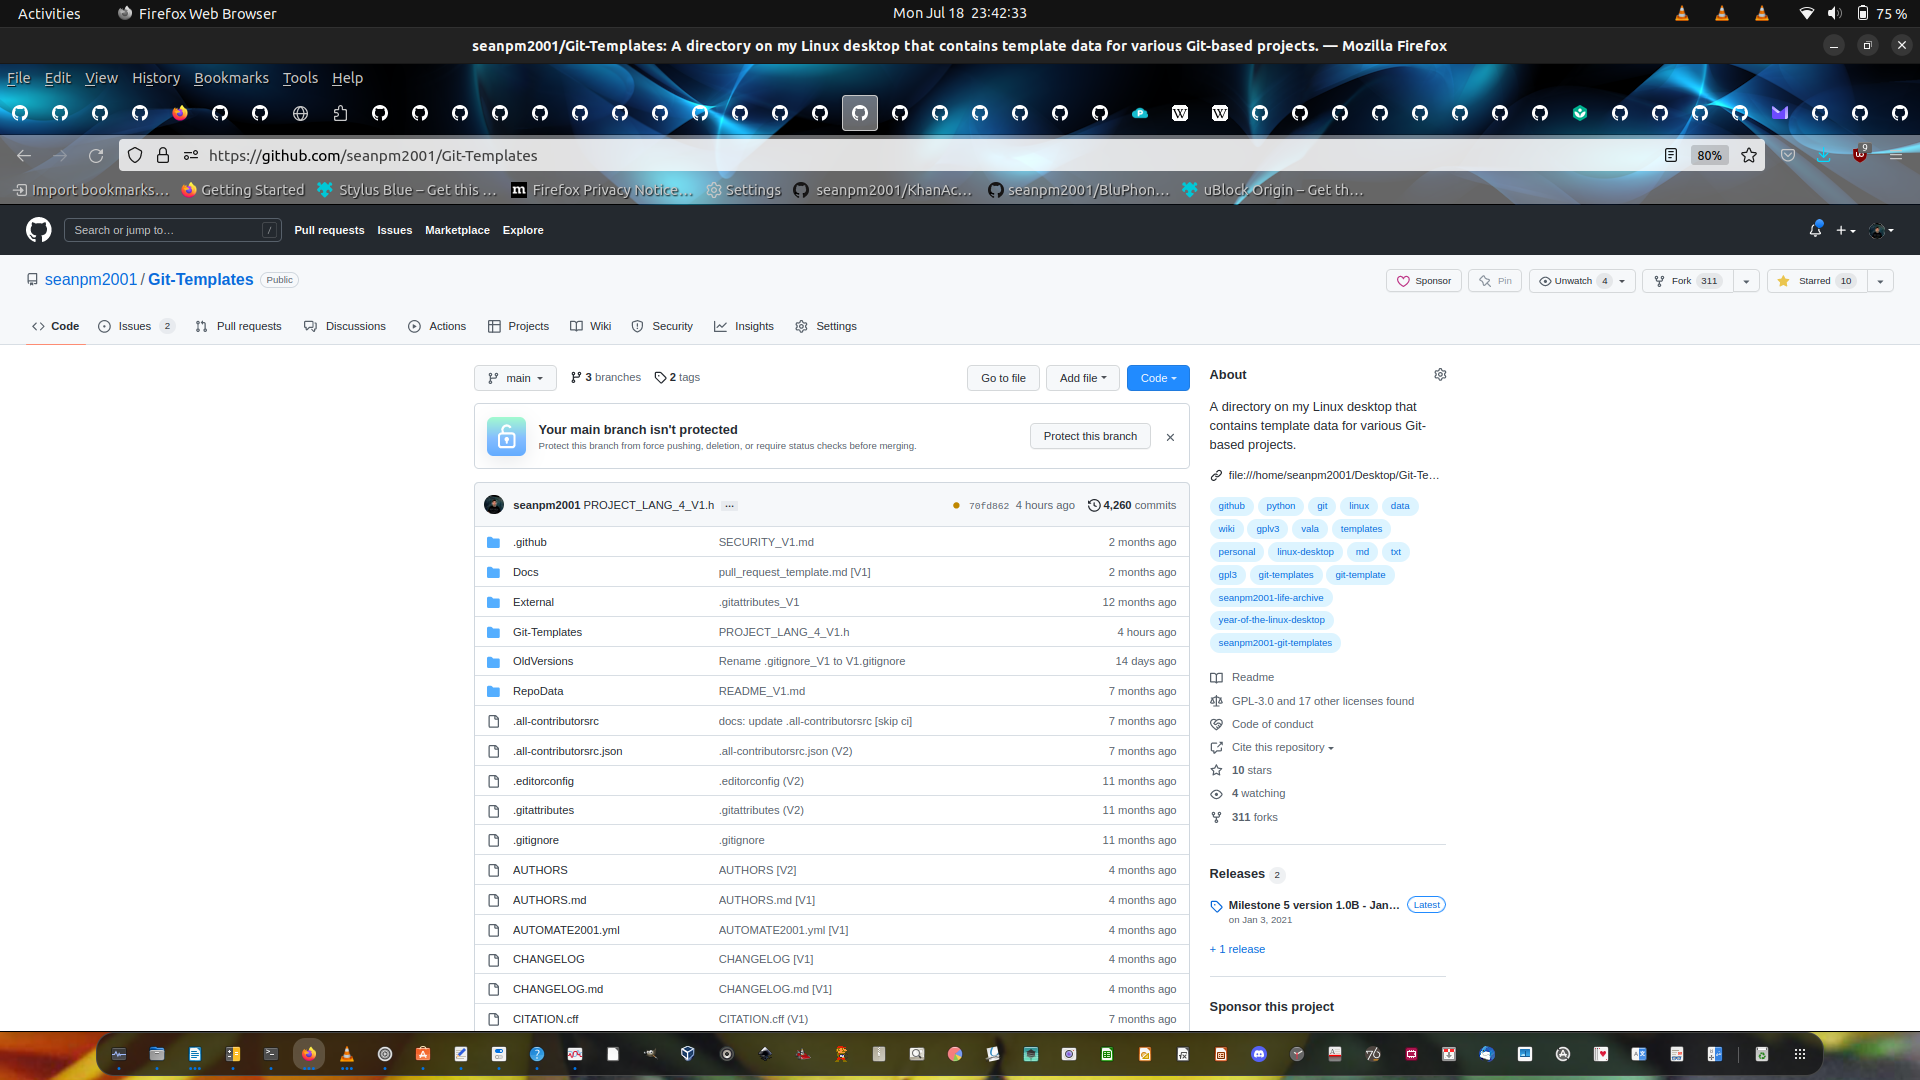 Activities
Firefox Web Browser
Mon Jul 18 23:42:33
75 %
seanpm2001/Git-Templates: A directory on my Linux desktop that contains template data for various Git-based projects. — Mozilla Firefox
File Edit View History Bookmarks Tools Help
https://github.com/seanpm2001/Git-Templates
80%
9
Import bookmarks…
Getting Started
Stylus Blue – Get this …
Firefox Privacy Notice…
Settings
seanpm2001/KhanAc…
seanpm2001/BluPhon…
uBlock Origin – Get th…
Search or jump to…
/
Pull requests Issues Marketplace Explore
seanpm2001 / Git-Templates Public
Sponsor
Pin
Unwatch 4
Fork 311
Starred 10
Code
Issues 2
Pull requests
Discussions
Actions
Projects
Wiki
Security
Insights
Settings
main
3 branches
2 tags
Go to file
Add file
Code
Your main branch isn't protected
Protect this branch from force pushing, deletion, or require status checks before merging.
Protect this branch
seanpm2001 PROJECT_LANG_4_V1.h …
70fd862 4 hours ago
4,260 commits
.github SECURITY_V1.md 2 months ago
Docs pull_request_template.md [V1] 2 months ago
External .gitattributes_V1 12 months ago
Git-Templates PROJECT_LANG_4_V1.h 4 hours ago
OldVersions Rename .gitignore_V1 to V1.gitignore 14 days ago
RepoData README_V1.md 7 months ago
.all-contributorsrc docs: update .all-contributorsrc [skip ci] 7 months ago
.all-contributorsrc.json .all-contributorsrc.json (V2) 7 months ago
.editorconfig .editorconfig (V2) 11 months ago
.gitattributes .gitattributes (V2) 11 months ago
.gitignore .gitignore 11 months ago
AUTHORS AUTHORS [V2] 4 months ago
AUTHORS.md AUTHORS.md [V1] 4 months ago
AUTOMATE2001.yml AUTOMATE2001.yml [V1] 4 months ago
CHANGELOG CHANGELOG [V1] 4 months ago
CHANGELOG.md CHANGELOG.md [V1] 4 months ago
CITATION.cff CITATION.cff (V1) 7 months ago
About
A directory on my Linux desktop that
contains template data for various Git-
based projects.
file:///home/seanpm2001/Desktop/Git-Te…
github python git linux data
wiki gplv3 vala templates
personal linux-desktop md txt
gpl3 git-templates git-template
seanpm2001-life-archive
year-of-the-linux-desktop
seanpm2001-git-templates
Readme
GPL-3.0 and 17 other licenses found
Code of conduct
Cite this repository
10 stars
4 watching
311 forks
Releases 2
Milestone 5 version 1.0B - Jan… Latest
on Jan 3, 2021
+ 1 release
Sponsor this project